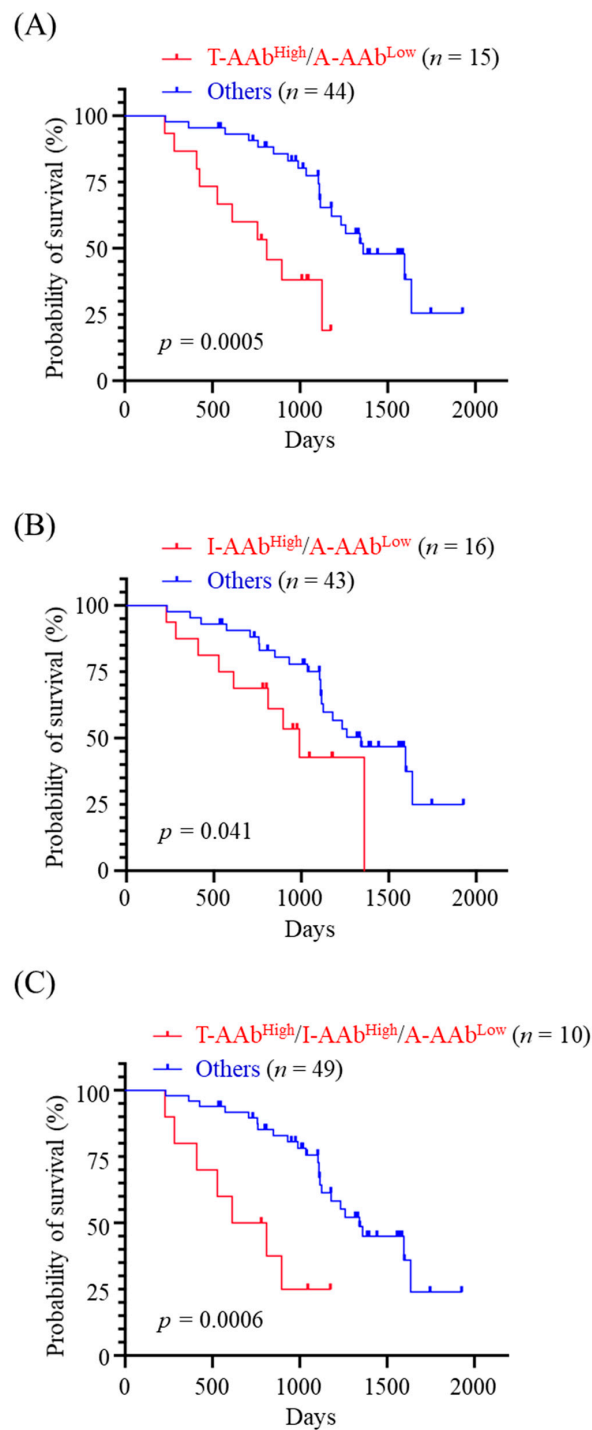 (A)
T-AAbHigh/A-AAbLow (n = 15)
Others (n = 44)
Probability of survival (%)
100
75
50
25
0
p = 0.0005
0 500 1000 1500 2000
Days
(B)
I-AAbHigh/A-AAbLow (n = 16)
Others (n = 43)
Probability of survival (%)
100
75
50
25
0
p = 0.041
0 500 1000 1500 2000
Days
(C)
T-AAbHigh/I-AAbHigh/A-AAbLow (n = 10)
Others (n = 49)
Probability of survival (%)
100
75
50
25
0
p = 0.0006
0 500 1000 1500 2000
Days